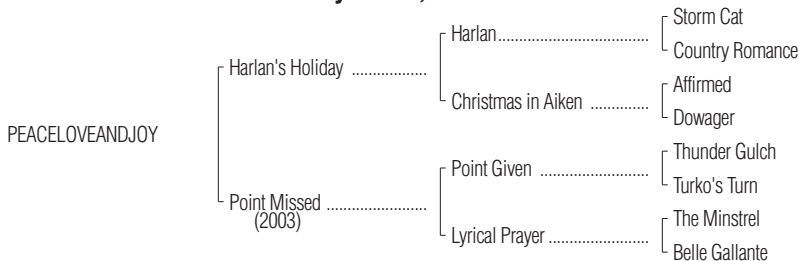 Storm Cat
Harlan
Country Romance
Harlan's Holiday
Affirmed
Christmas in Aiken
Dowager
PEACELOVEANDJOY
Thunder Gulch
Point Given
Turko's Turn
Point Missed
(2003)
The Minstrel
Lyrical Prayer
Belle Gallante